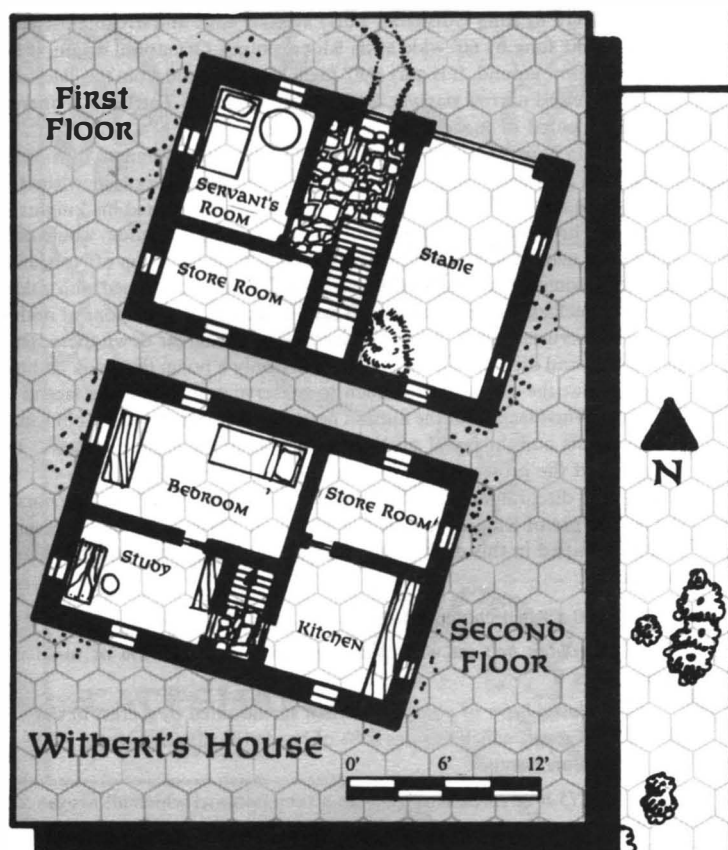 First
Floor
Servant's
Room
Store Room
Stable
Bedroom
Store Room
Study
Kitchen
N
Second
Floor
Witbert's House
0' 6' 12'